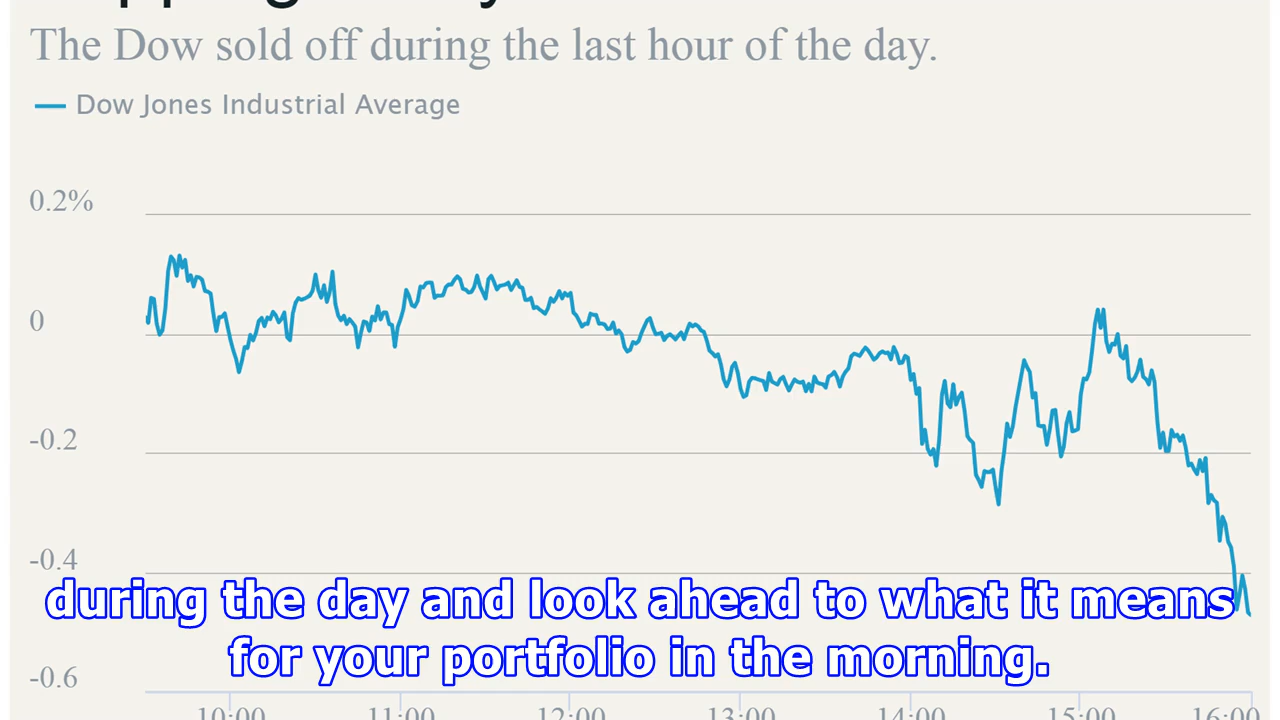 The Dow sold off during the last hour of the day.
Dow Jones Industrial Average
0.2%
0
-0.2
-0.4
during the day and look ahead to what it means
for your portfolio in the morning.
-0.6
10:00 11:00 12:00 13:00 14:00 15:00 16:00